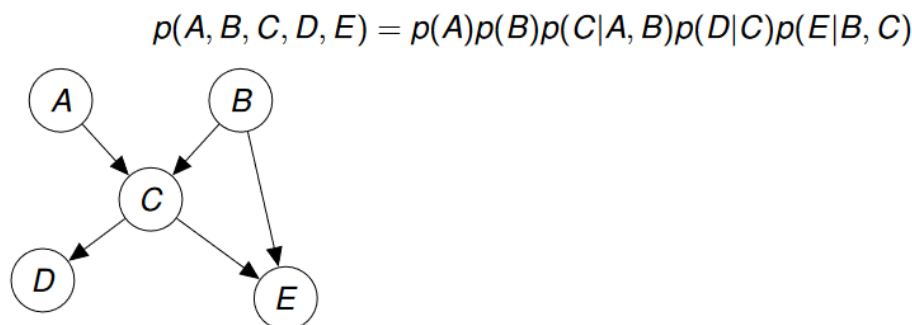 p(A, B, C, D, E) = p(A)p(B)p(C|A, B)p(D|C)p(E|B, C)
A B
C
D
E